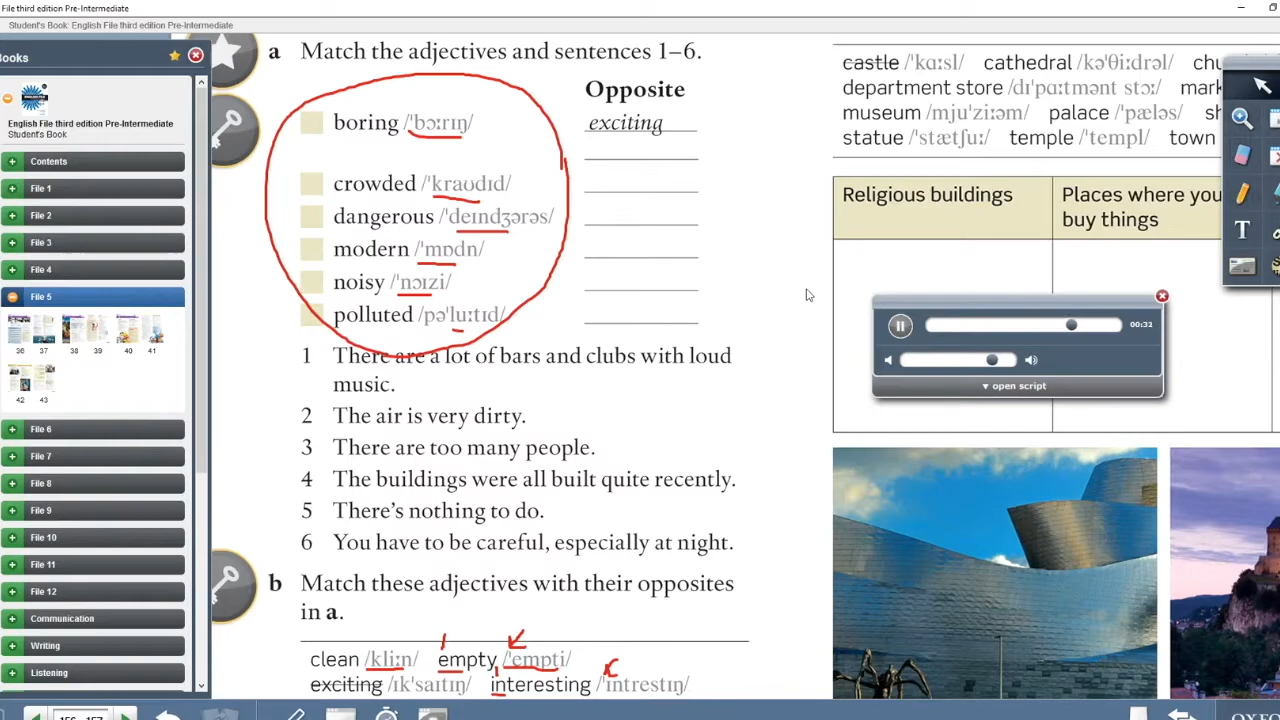 File third edition Pre-Intermediate
Student's Book: English File third edition Pre-Intermediate
Books
English File third edition Pre-Intermediate
Student's Book
Contents
File 1
File 2
File 3
File 4
File 5
36 37 38 39 40 41
42 43
File 6
File 7
File 8
File 9
File 10
File 11
File 12
Communication
Writing
Listening
a Match the adjectives and sentences 1–6.
Opposite
boring /ˈbɔːrɪŋ/ exciting
crowded /ˈkraʊdɪd/
dangerous /ˈdeɪndʒərəs/
modern /ˈmɒdn/
noisy /ˈnɔɪzi/
polluted /pəˈluːtɪd/
1 There are a lot of bars and clubs with loud
music.
2 The air is very dirty.
3 There are too many people.
4 The buildings were all built quite recently.
5 There's nothing to do.
6 You have to be careful, especially at night.
b Match these adjectives with their opposites
in a.
clean /kliːn/ empty /ˈempti/
exciting /ɪkˈsaɪtɪŋ/ interesting /ˈɪntrestɪŋ/
castle /ˈkɑːsl/ cathedral /kəˈθiːdrəl/ chu
department store /dɪˈpɑːtmənt stɔː/ mark
museum /mjuˈziːəm/ palace /ˈpæləs/ sh
statue /ˈstætʃuː/ temple /ˈtempl/ town
Religious buildings
Places where you
buy things
00:32
open script
T
156 - 157
OXFO